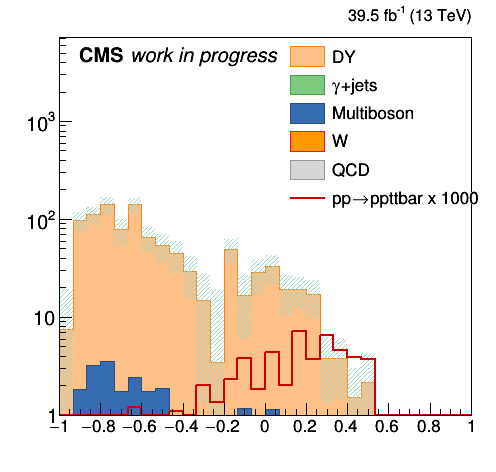 39.5 fb⁻¹ (13 TeV)
CMS work in progress
DY
γ+jets
Multiboson
W
QCD
pp→ppttbar x 1000
10³
10²
10
1
−1 −0.8 −0.6 −0.4 −0.2 0 0.2 0.4 0.6 0.8 1